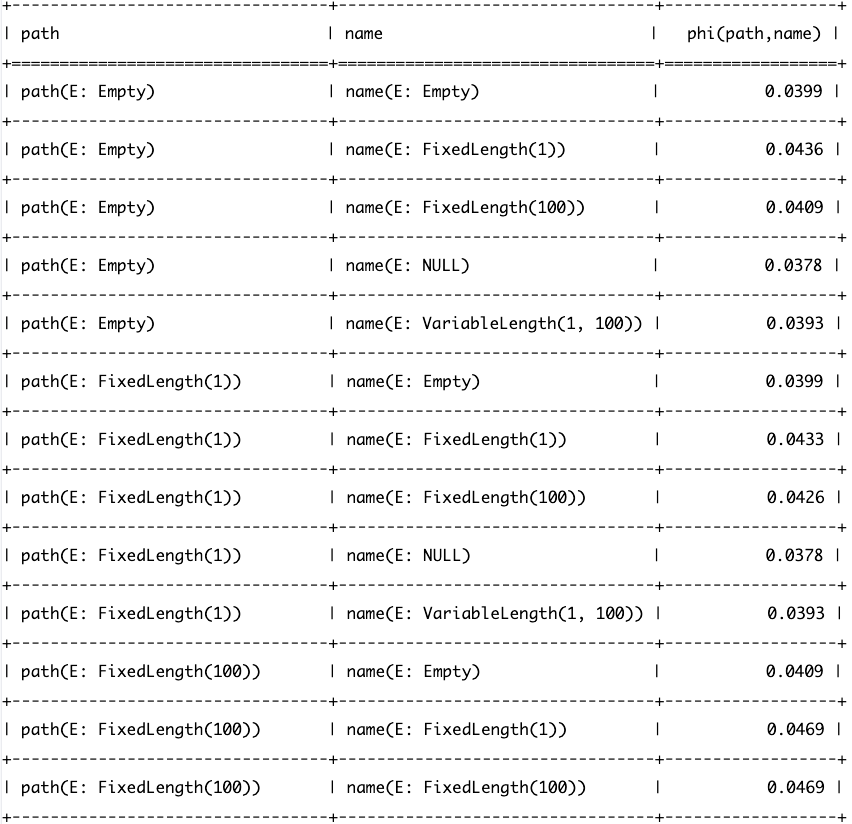 +---------------------------------+---------------------------------+------------------+
| path                            | name                            |   phi(path,name) |
+=================================+=================================+==================+
| path(E: Empty)                  | name(E: Empty)                  |           0.0399 |
+---------------------------------+---------------------------------+------------------+
| path(E: Empty)                  | name(E: FixedLength(1))         |           0.0436 |
+---------------------------------+---------------------------------+------------------+
| path(E: Empty)                  | name(E: FixedLength(100))       |           0.0409 |
+---------------------------------+---------------------------------+------------------+
| path(E: Empty)                  | name(E: NULL)                   |           0.0378 |
+---------------------------------+---------------------------------+------------------+
| path(E: Empty)                  | name(E: VariableLength(1, 100)) |           0.0393 |
+---------------------------------+---------------------------------+------------------+
| path(E: FixedLength(1))         | name(E: Empty)                  |           0.0399 |
+---------------------------------+---------------------------------+------------------+
| path(E: FixedLength(1))         | name(E: FixedLength(1))         |           0.0433 |
+---------------------------------+---------------------------------+------------------+
| path(E: FixedLength(1))         | name(E: FixedLength(100))       |           0.0426 |
+---------------------------------+---------------------------------+------------------+
| path(E: FixedLength(1))         | name(E: NULL)                   |           0.0378 |
+---------------------------------+---------------------------------+------------------+
| path(E: FixedLength(1))         | name(E: VariableLength(1, 100)) |           0.0393 |
+---------------------------------+---------------------------------+------------------+
| path(E: FixedLength(100))       | name(E: Empty)                  |           0.0409 |
+---------------------------------+---------------------------------+------------------+
| path(E: FixedLength(100))       | name(E: FixedLength(1))         |           0.0469 |
+---------------------------------+---------------------------------+------------------+
| path(E: FixedLength(100))       | name(E: FixedLength(100))       |           0.0469 |
+---------------------------------+---------------------------------+------------------+